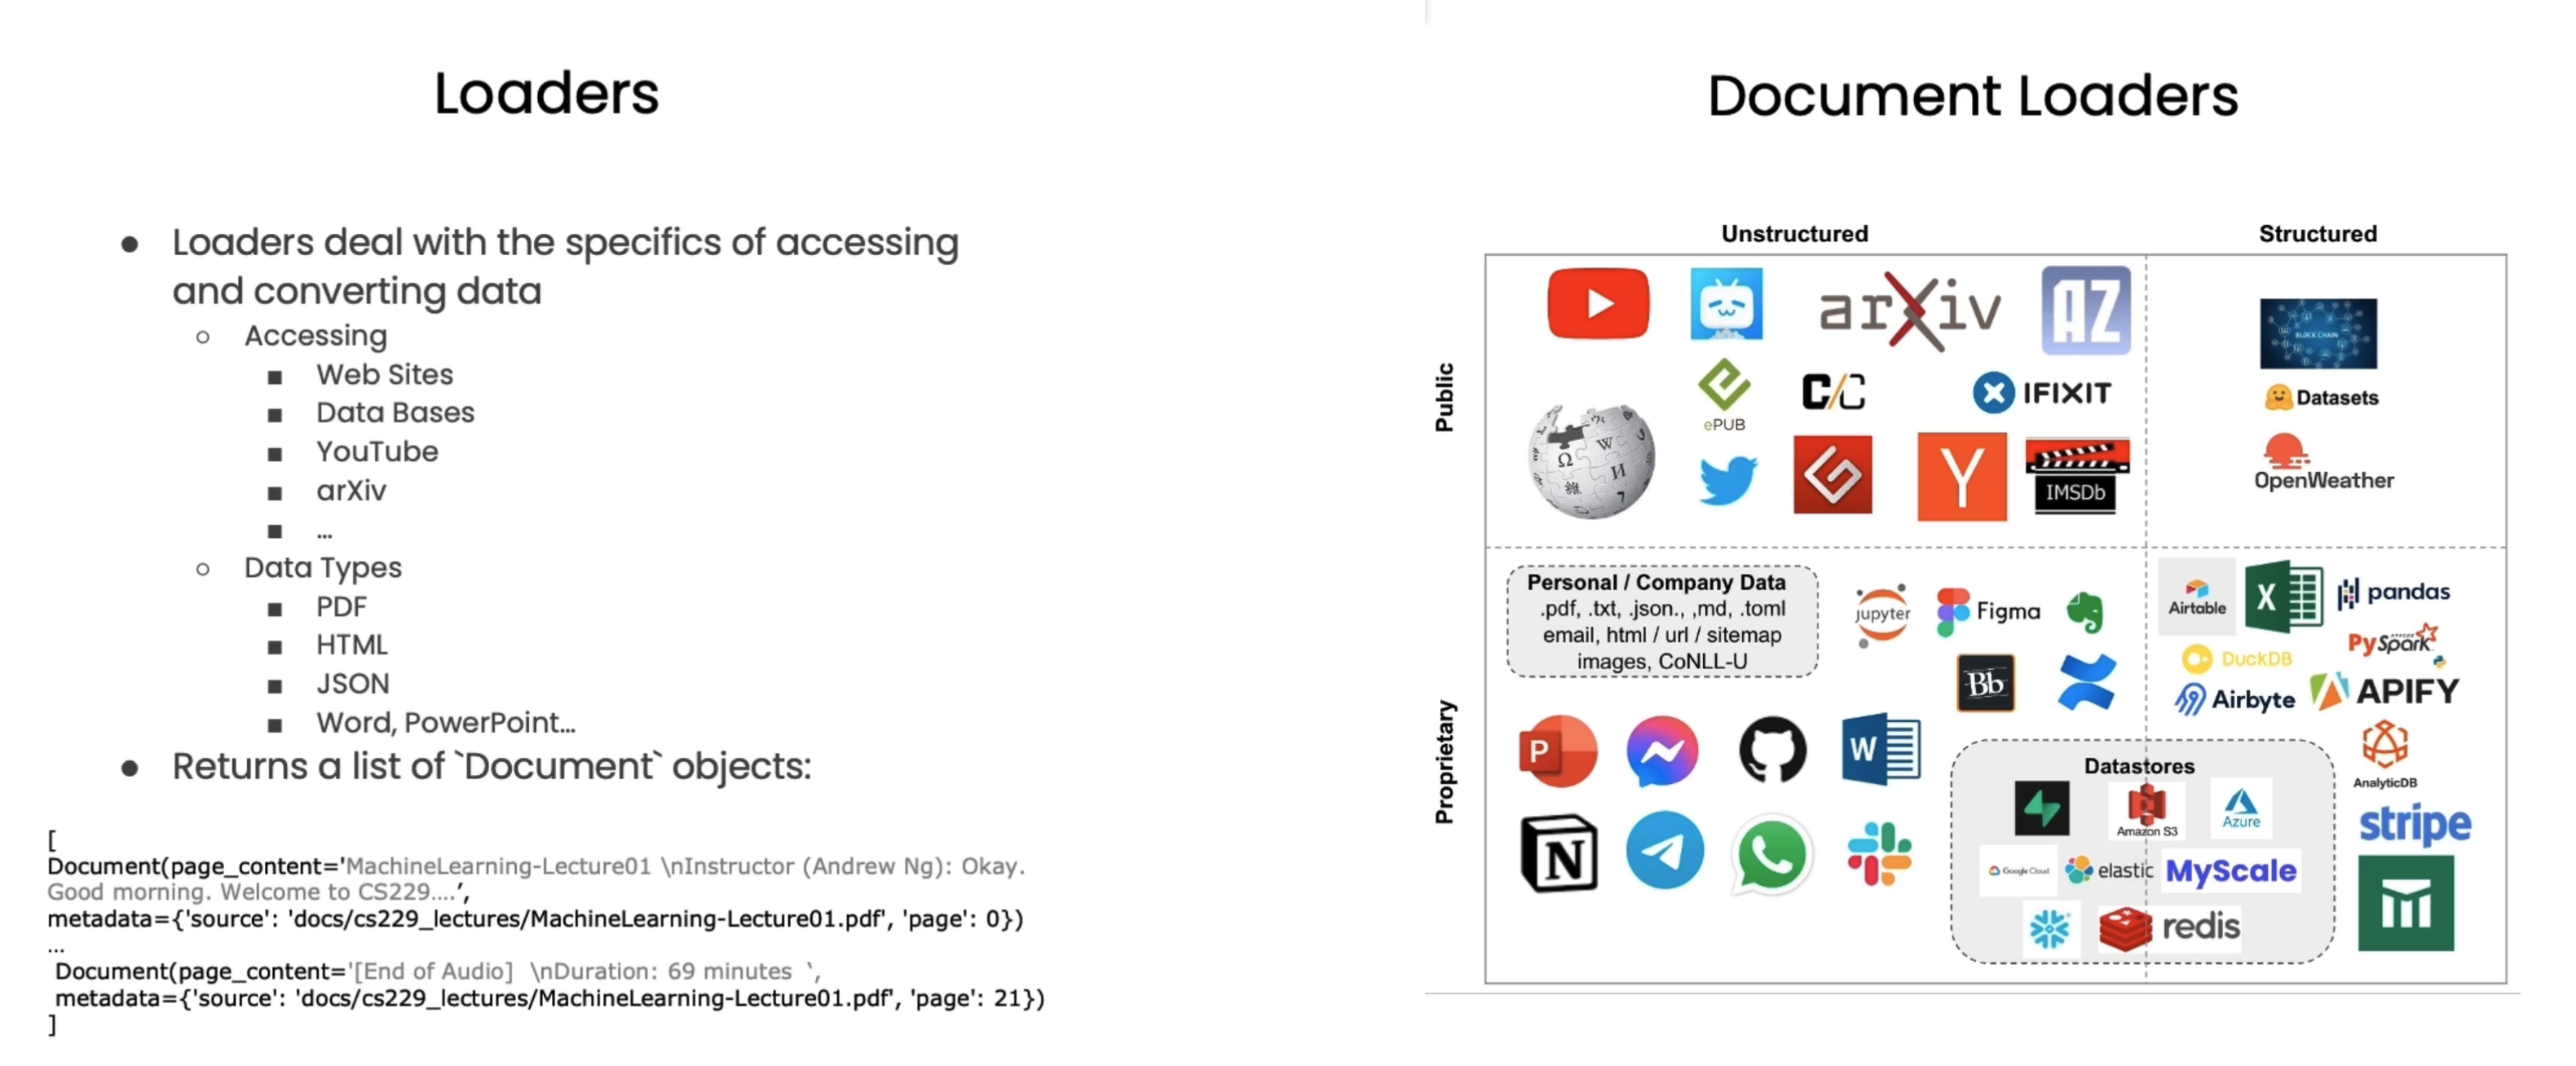 Loaders
● Loaders deal with the specifics of accessing
and converting data
○ Accessing
■ Web Sites
■ Data Bases
■ YouTube
■ arXiv
■ ...
○ Data Types
■ PDF
■ HTML
■ JSON
■ Word, PowerPoint...
● Returns a list of `Document` objects:
[
Document(page_content='MachineLearning-Lecture01 \nInstructor (Andrew Ng): Okay.
Good morning. Welcome to CS229....',
metadata={'source': 'docs/cs229_lectures/MachineLearning-Lecture01.pdf', 'page': 0})
...
Document(page_content='[End of Audio] \nDuration: 69 minutes `,
metadata={'source': 'docs/cs229_lectures/MachineLearning-Lecture01.pdf', 'page': 21})
]
Document Loaders
Unstructured
Structured
Public
arXiv
AZ
BLOCK CHAIN
ePUB
C/C
IFIXIT
Datasets
Ω W И
維
Y
IMSDb
OpenWeather
Proprietary
Personal / Company Data
.pdf, .txt, .json., ,md, .toml
email, html / url / sitemap
images, CoNLL-U
jupyter
Figma
Airtable
X
pandas
APACHE
PySpark
DuckDB
Bb
Airbyte
APIFY
P
W
AnalyticDB
Datastores
Amazon S3
Azure
stripe
N
Google Cloud
elastic
MyScale
redis